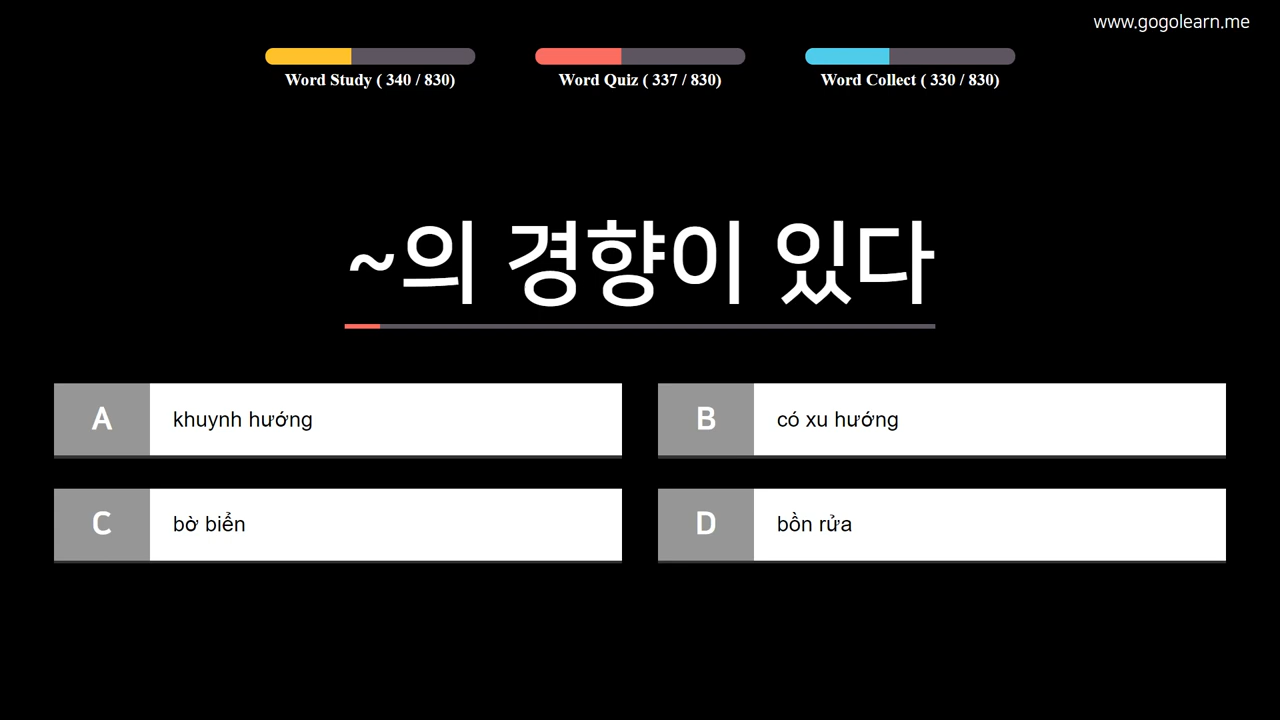 www.gogolearn.me
Word Study ( 340 / 830)
Word Quiz ( 337 / 830)
Word Collect ( 330 / 830)
~의 경향이 있다
A khuynh hướng
B có xu hướng
C bờ biển
D bồn rửa